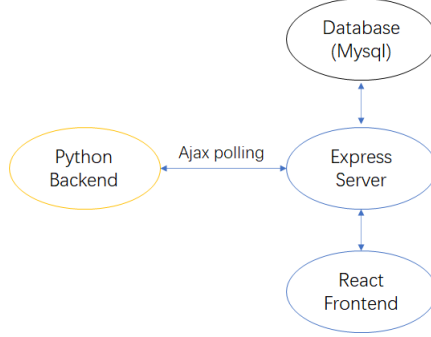 Database
(Mysql)
Python
Backend
Ajax polling
Express
Server
React
Frontend